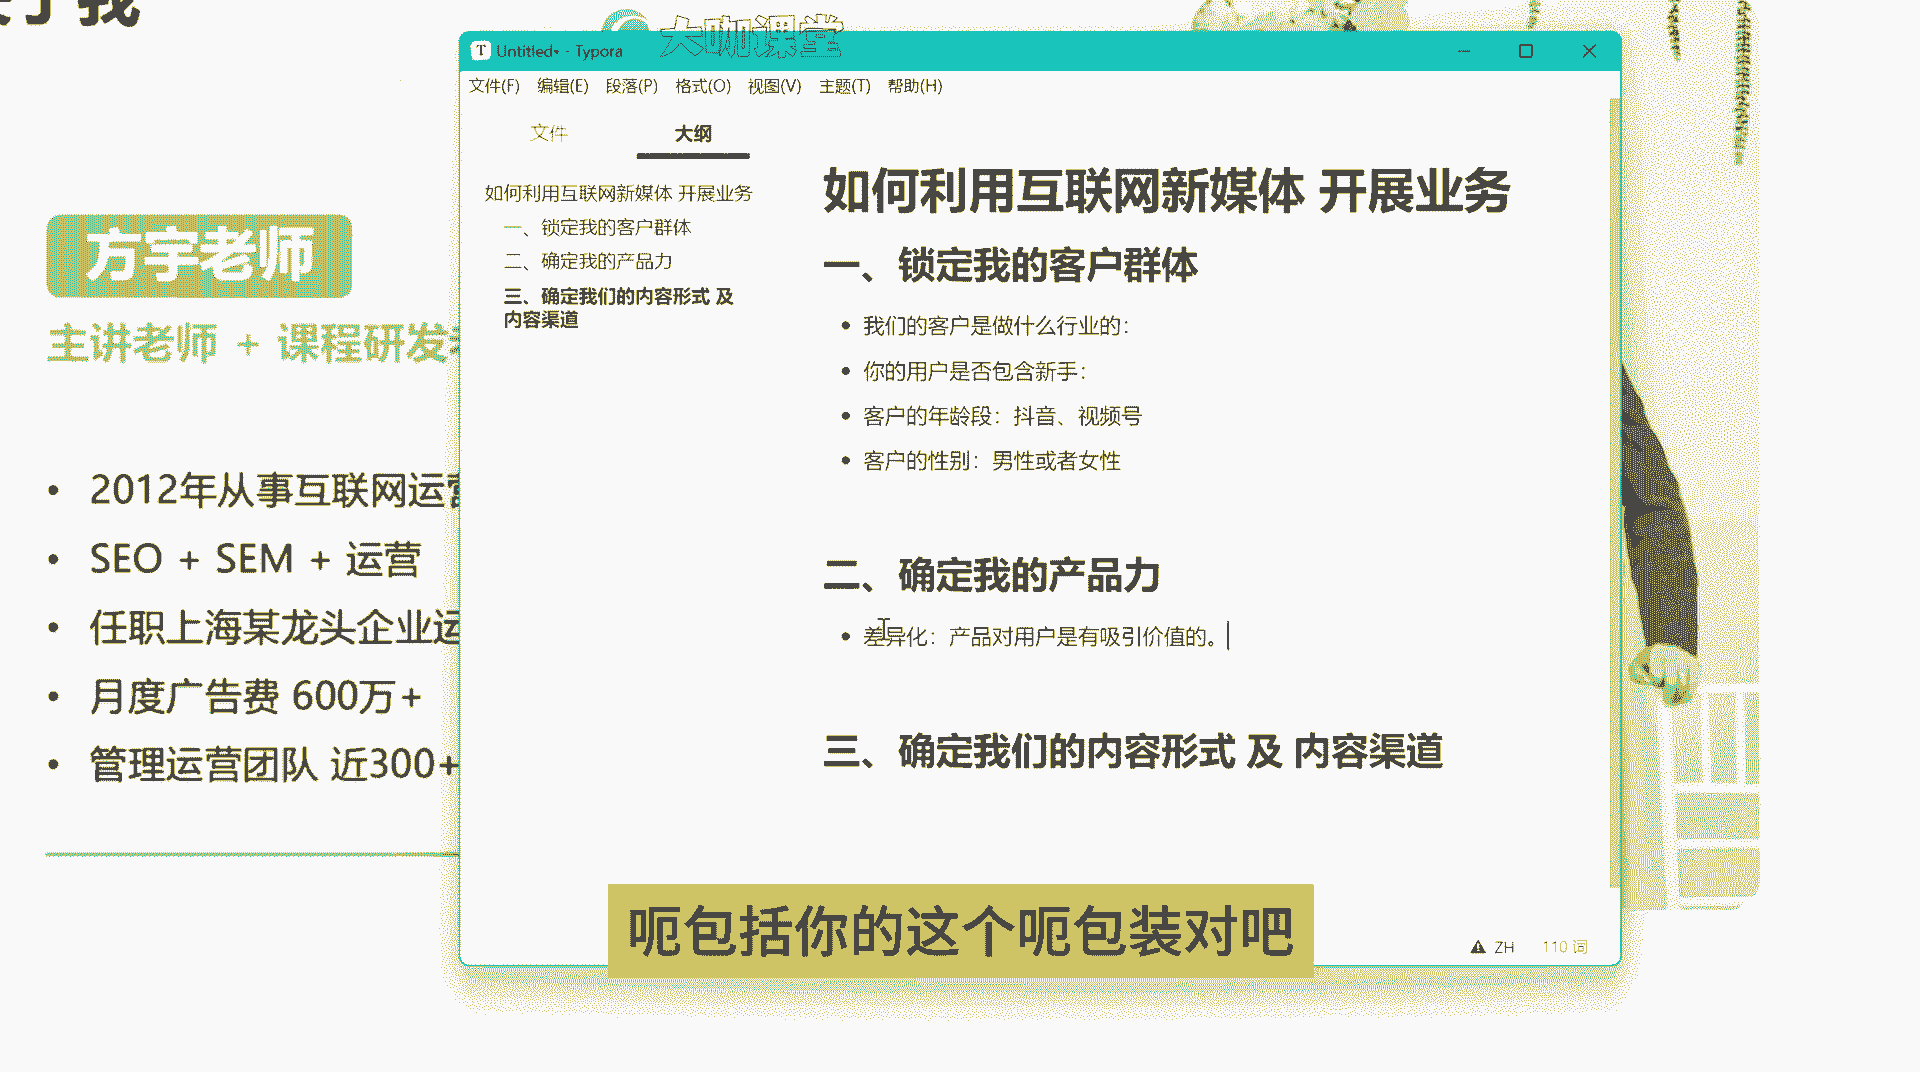 大咖课堂
Untitled• - Typora
文件(F) 编辑(E) 段落(P) 格式(O) 视图(V) 主题(T) 帮助(H)
文件 大纲
如何利用互联网新媒体 开展业务
一、锁定我的客户群体
二、确定我的产品力
三、确定我们的内容形式 及
内容渠道
如何利用互联网新媒体 开展业务
一、锁定我的客户群体
• 我们的客户是做什么行业的：
• 你的用户是否包含新手：
• 客户的年龄段：抖音、视频号
• 客户的性别：男性或者女性
二、确定我的产品力
• 差异化：产品对用户是有吸引价值的。
三、确定我们的内容形式 及 内容渠道
ZH 110 词
方宇老师
主讲老师 + 课程研发
• 2012年从事互联网运营
• SEO + SEM + 运营
• 任职上海某龙头企业运
• 月度广告费 600万+
• 管理运营团队 近300+
呃包括你的这个呃包装对吧